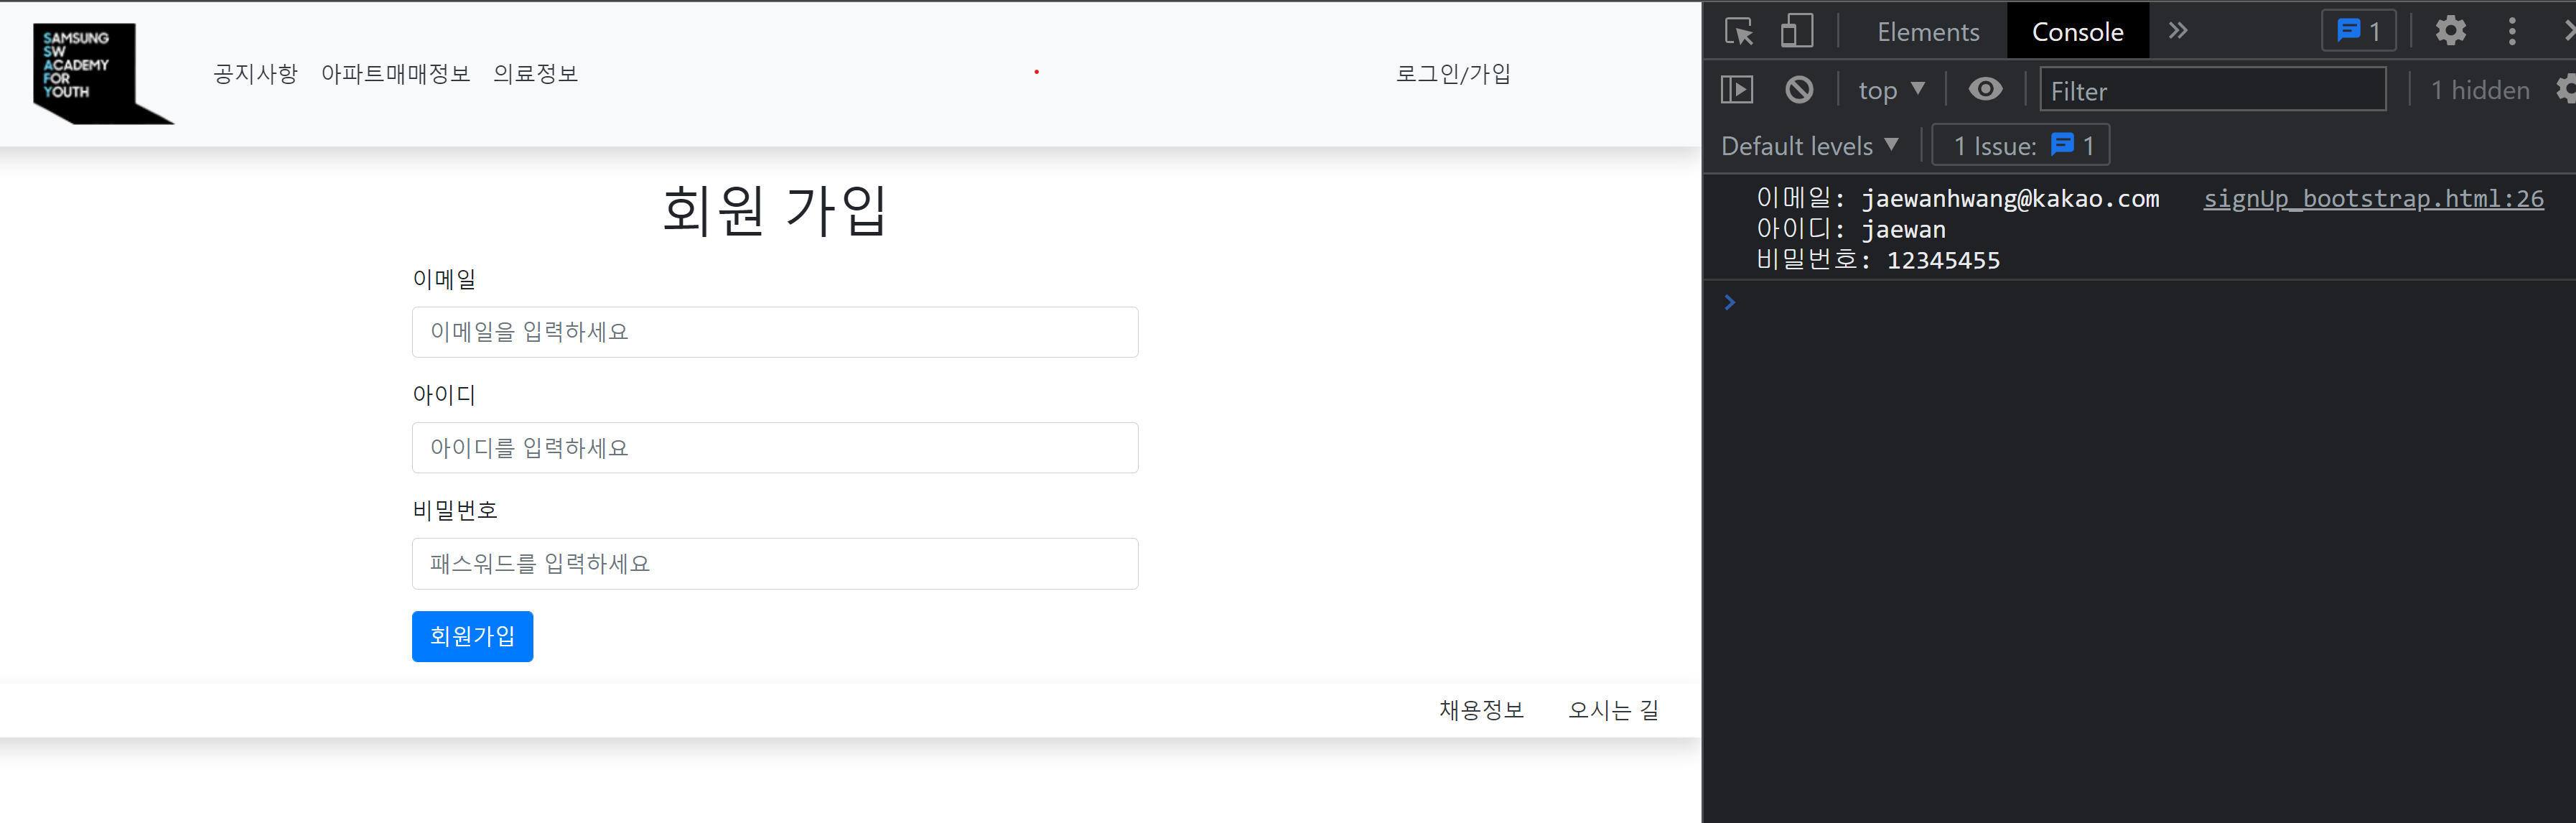 SAMSUNG
SW
ACADEMY
FOR
YOUTH
공지사항 아파트매매정보 의료정보 로그인/가입
회원 가입
이메일
이메일을 입력하세요
아이디
아이디를 입력하세요
비밀번호
패스워드를 입력하세요
회원가입
채용정보 오시는 길
Elements Console 1
top Filter 1 hidden
Default levels 1 Issue: 1
이메일: jaewanhwang@kakao.com signUp_bootstrap.html:26
아이디: jaewan
비밀번호: 12345455